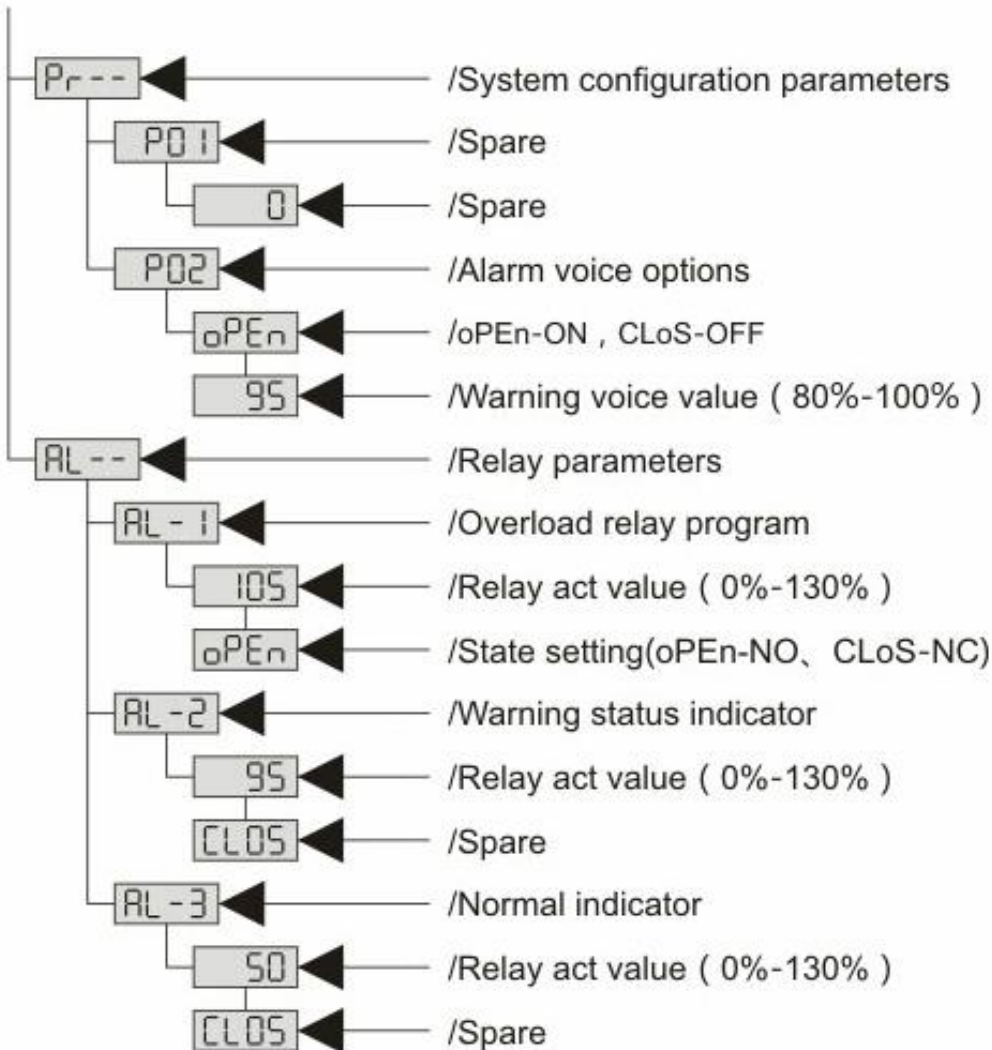 Pr-- /System configuration parameters
P01 /Spare
0 /Spare
P02 /Alarm voice options
oPEn /oPEn-ON , CLoS-OFF
95 /Warning voice value ( 80%-100% )
AL-- /Relay parameters
AL-1 /Overload relay program
105 /Relay act value ( 0%-130% )
oPEn /State setting(oPEn-NO、CLoS-NC)
AL-2 /Warning status indicator
95 /Relay act value ( 0%-130% )
CLOS /Spare
AL-3 /Normal indicator
50 /Relay act value ( 0%-130% )
CLOS /Spare